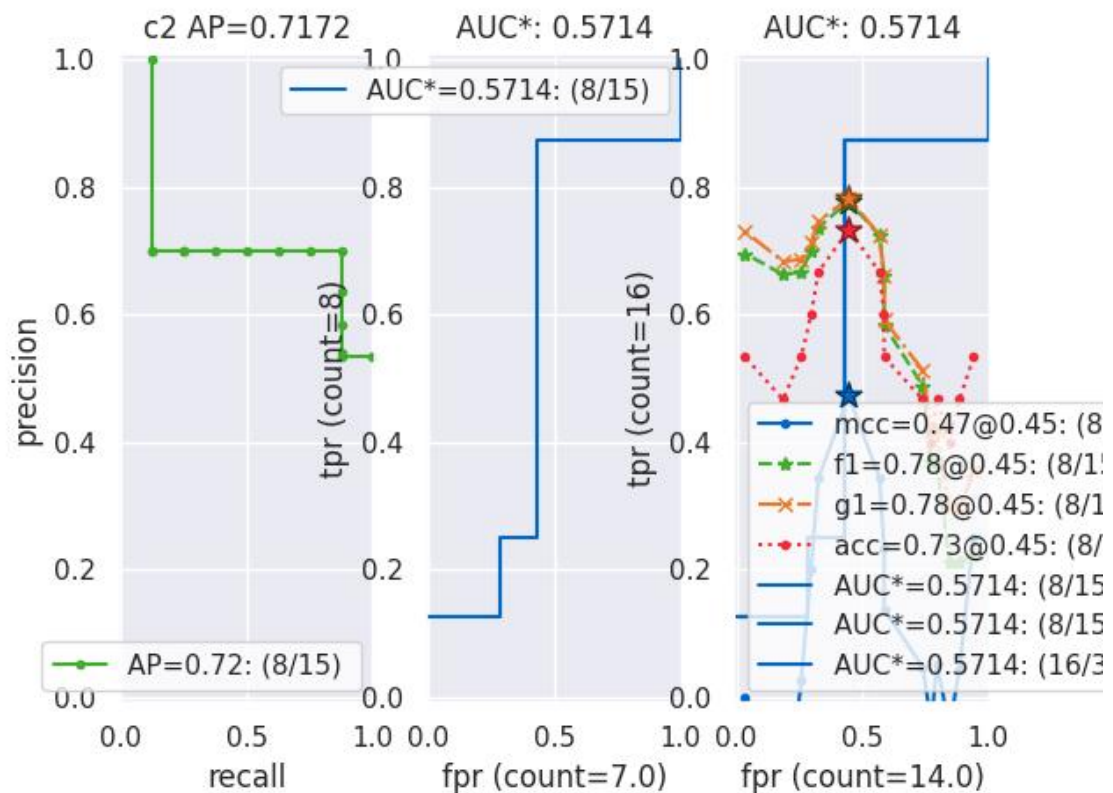 c2 AP=0.7172
AUC*: 0.5714
AUC*: 0.5714
1.0
0.8
0.6
0.4
0.2
0.0
precision
AP=0.72: (8/15)
0.0 0.5 1.0
recall
1.0
0.8
0.6
0.4
0.2
0.0
tpr (count=8)
AUC*=0.5714: (8/15)
0.0 0.5 1.0
fpr (count=7.0)
1.0
0.8
0.6
0.4
0.2
0.0
tpr (count=16)
mcc=0.47@0.45: (8
f1=0.78@0.45: (8/15
g1=0.78@0.45: (8/1
acc=0.73@0.45: (8/
AUC*=0.5714: (8/15
AUC*=0.5714: (8/15
AUC*=0.5714: (16/3
0.0 0.5 1.0
fpr (count=14.0)